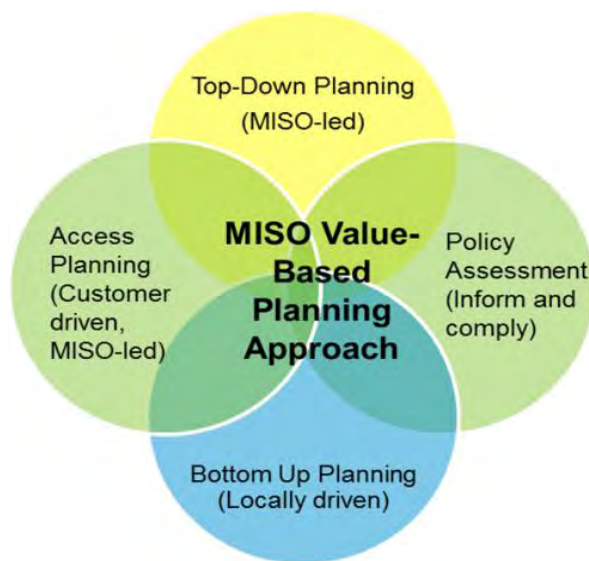 Top-Down Planning
(MISO-led)
Access
Planning
(Customer
driven,
MISO-led)
MISO Value-
Based
Planning
Approach
Policy
Assessment
(Inform and
comply)
Bottom Up Planning
(Locally driven)